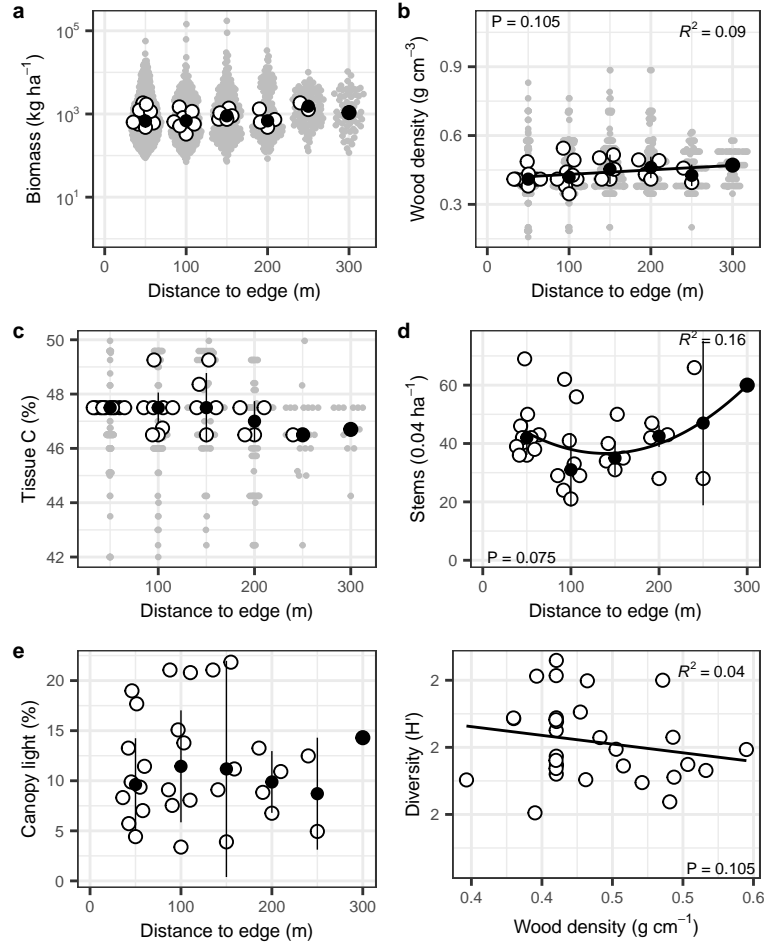 a
Biomass (kg ha⁻¹)
10⁵
10³
10¹
0
100
200
300
Distance to edge (m)
b
P = 0.105
R² = 0.09
Wood density (g cm⁻³)
0.9
0.6
0.3
0
100
200
300
Distance to edge (m)
c
Tissue C (%)
50
48
46
44
42
100
200
300
Distance to edge (m)
d
R² = 0.16
Stems (0.04 ha⁻¹)
60
40
20
0
P = 0.075
0
100
200
300
Distance to edge (m)
e
Canopy light (%)
20
15
10
5
0
0
100
200
300
Distance to edge (m)
R² = 0.04
Diversity (H')
2
2
2
P = 0.105
0.4
0.4
0.5
0.5
0.6
Wood density (g cm⁻¹)